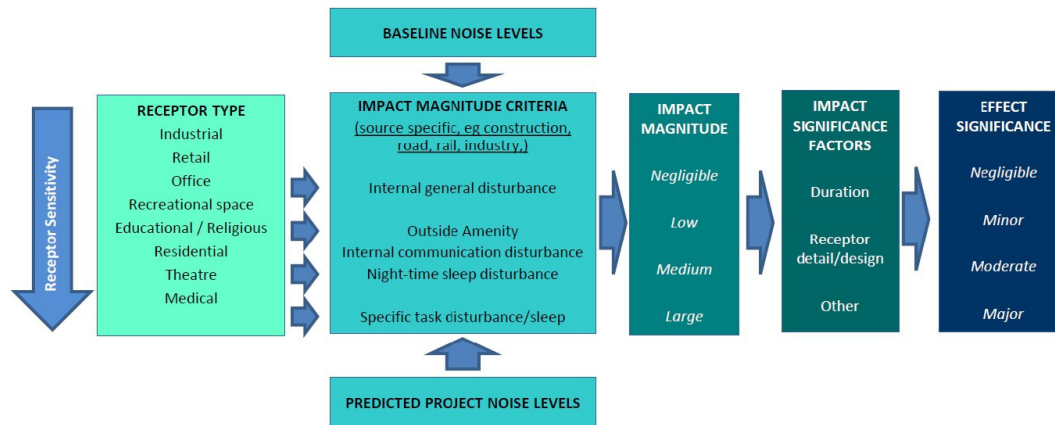 BASELINE NOISE LEVELS
Receptor Sensitivity
RECEPTOR TYPE
Industrial
Retail
Office
Recreational space
Educational / Religious
Residential
Theatre
Medical
IMPACT MAGNITUDE CRITERIA
(source specific, eg construction,
road, rail, industry,)
Internal general disturbance
Outside Amenity
Internal communication disturbance
Night-time sleep disturbance
Specific task disturbance/sleep
IMPACT
MAGNITUDE
Negligible
Low
Medium
Large
IMPACT
SIGNIFICANCE
FACTORS
Duration
Receptor
detail/design
Other
EFFECT
SIGNIFICANCE
Negligible
Minor
Moderate
Major
PREDICTED PROJECT NOISE LEVELS